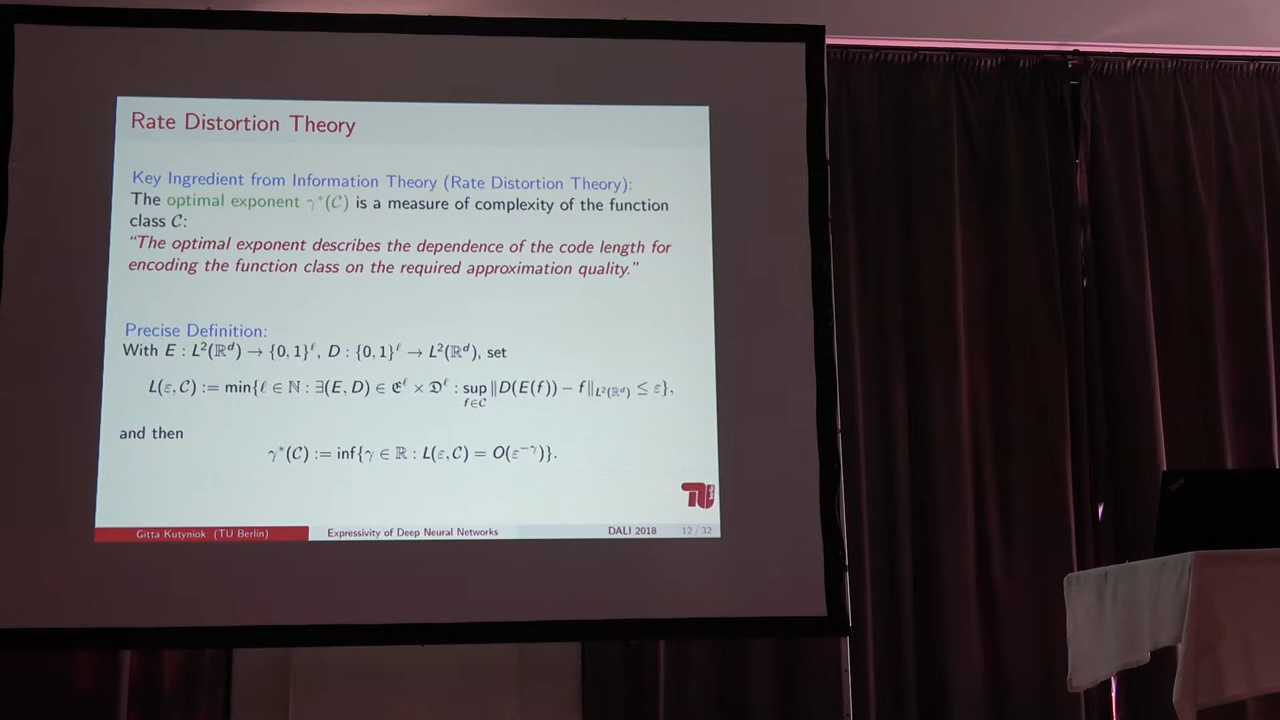 Rate Distortion Theory
Key Ingredient from Information Theory (Rate Distortion Theory):
The optimal exponent γ*(𝒞) is a measure of complexity of the function
class 𝒞:
"The optimal exponent describes the dependence of the code length for
encoding the function class on the required approximation quality."
Precise Definition:
With E : L²(ℝᵈ) → {0, 1}^ℓ, D : {0, 1}^ℓ → L²(ℝᵈ), set
L(ε, 𝒞) := min{ℓ ∈ ℕ : ∃(E, D) ∈ 𝔈^ℓ × 𝔇^ℓ : sup_{f∈𝒞} ‖D(E(f)) − f‖_{L²(ℝᵈ)} ≤ ε},
and then
γ*(𝒞) := inf{γ ∈ ℝ : L(ε, 𝒞) = O(ε^{−γ})}.
TU berlin
Gitta Kutyniok (TU Berlin) Expressivity of Deep Neural Networks DALI 2018 12 / 32